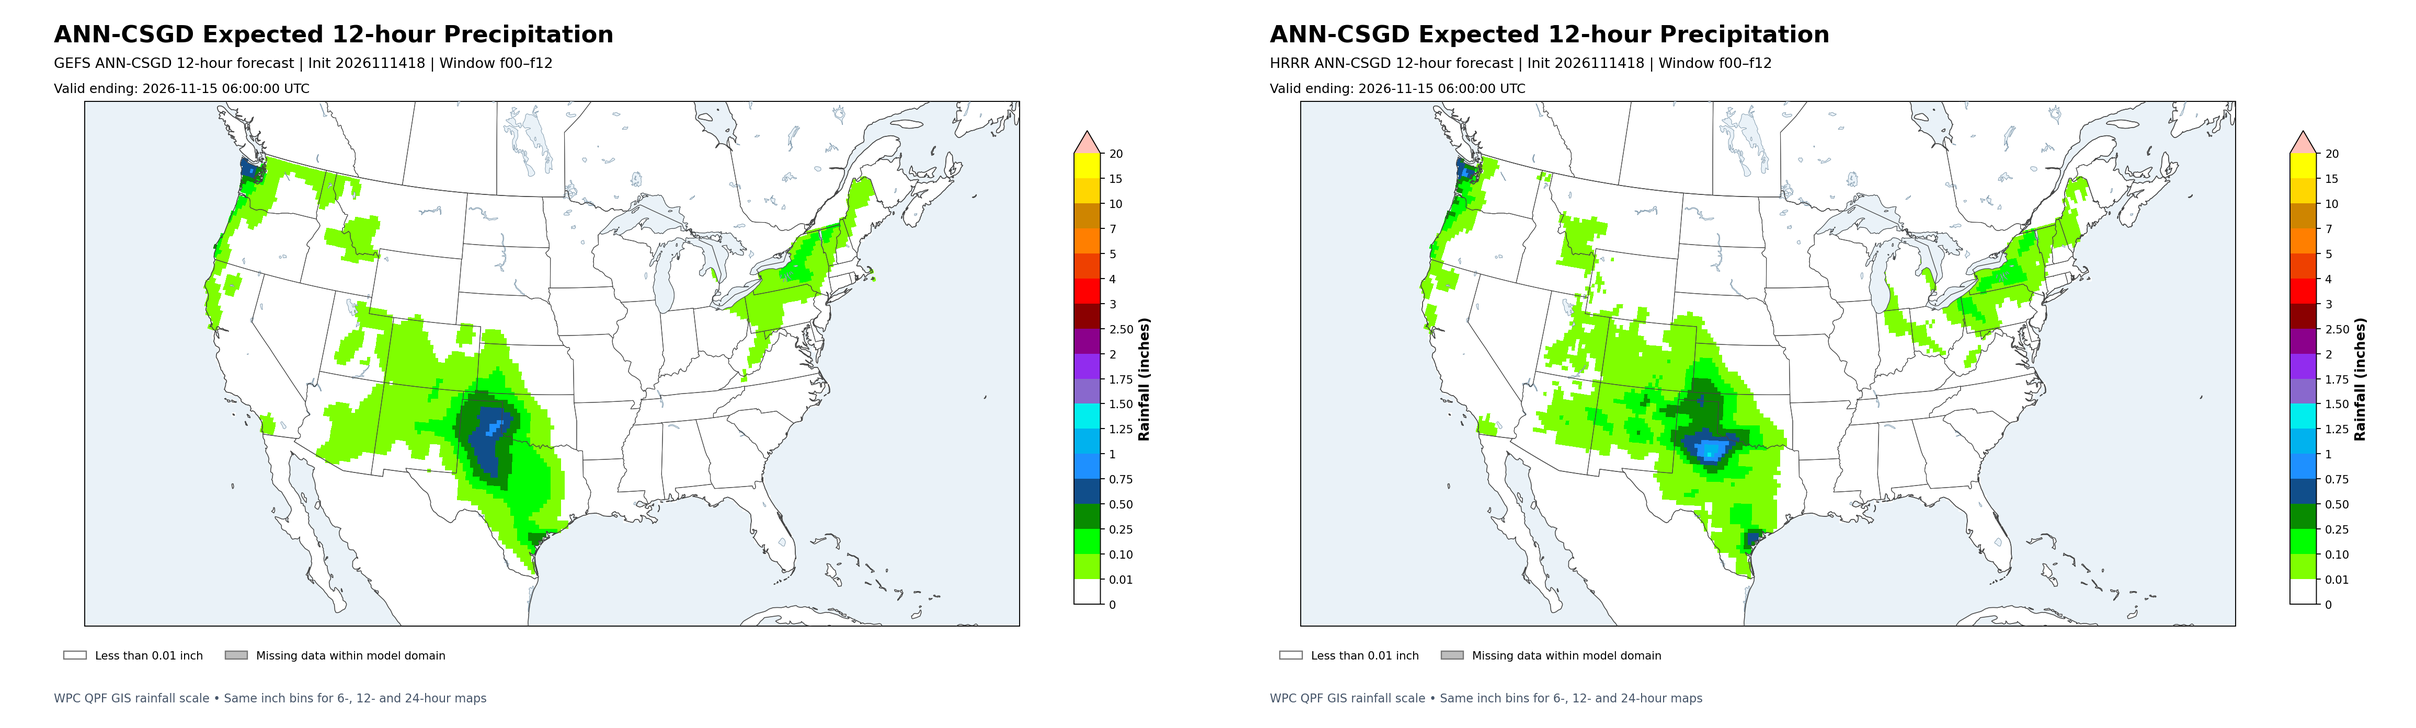 ANN-CSGD Expected 12-hour Precipitation
GEFS ANN-CSGD 12-hour forecast | Init 2026111418 | Window f00–f12
Valid ending: 2026-11-15 06:00:00 UTC
20
15
10
7
5
4
3
2.50
2
1.75
1.50
1.25
1
0.75
0.50
0.25
0.10
0.01
0
Rainfall (inches)
Less than 0.01 inch
Missing data within model domain
WPC QPF GIS rainfall scale • Same inch bins for 6-, 12- and 24-hour maps
ANN-CSGD Expected 12-hour Precipitation
HRRR ANN-CSGD 12-hour forecast | Init 2026111418 | Window f00–f12
Valid ending: 2026-11-15 06:00:00 UTC
20
15
10
7
5
4
3
2.50
2
1.75
1.50
1.25
1
0.75
0.50
0.25
0.10
0.01
0
Rainfall (inches)
Less than 0.01 inch
Missing data within model domain
WPC QPF GIS rainfall scale • Same inch bins for 6-, 12- and 24-hour maps